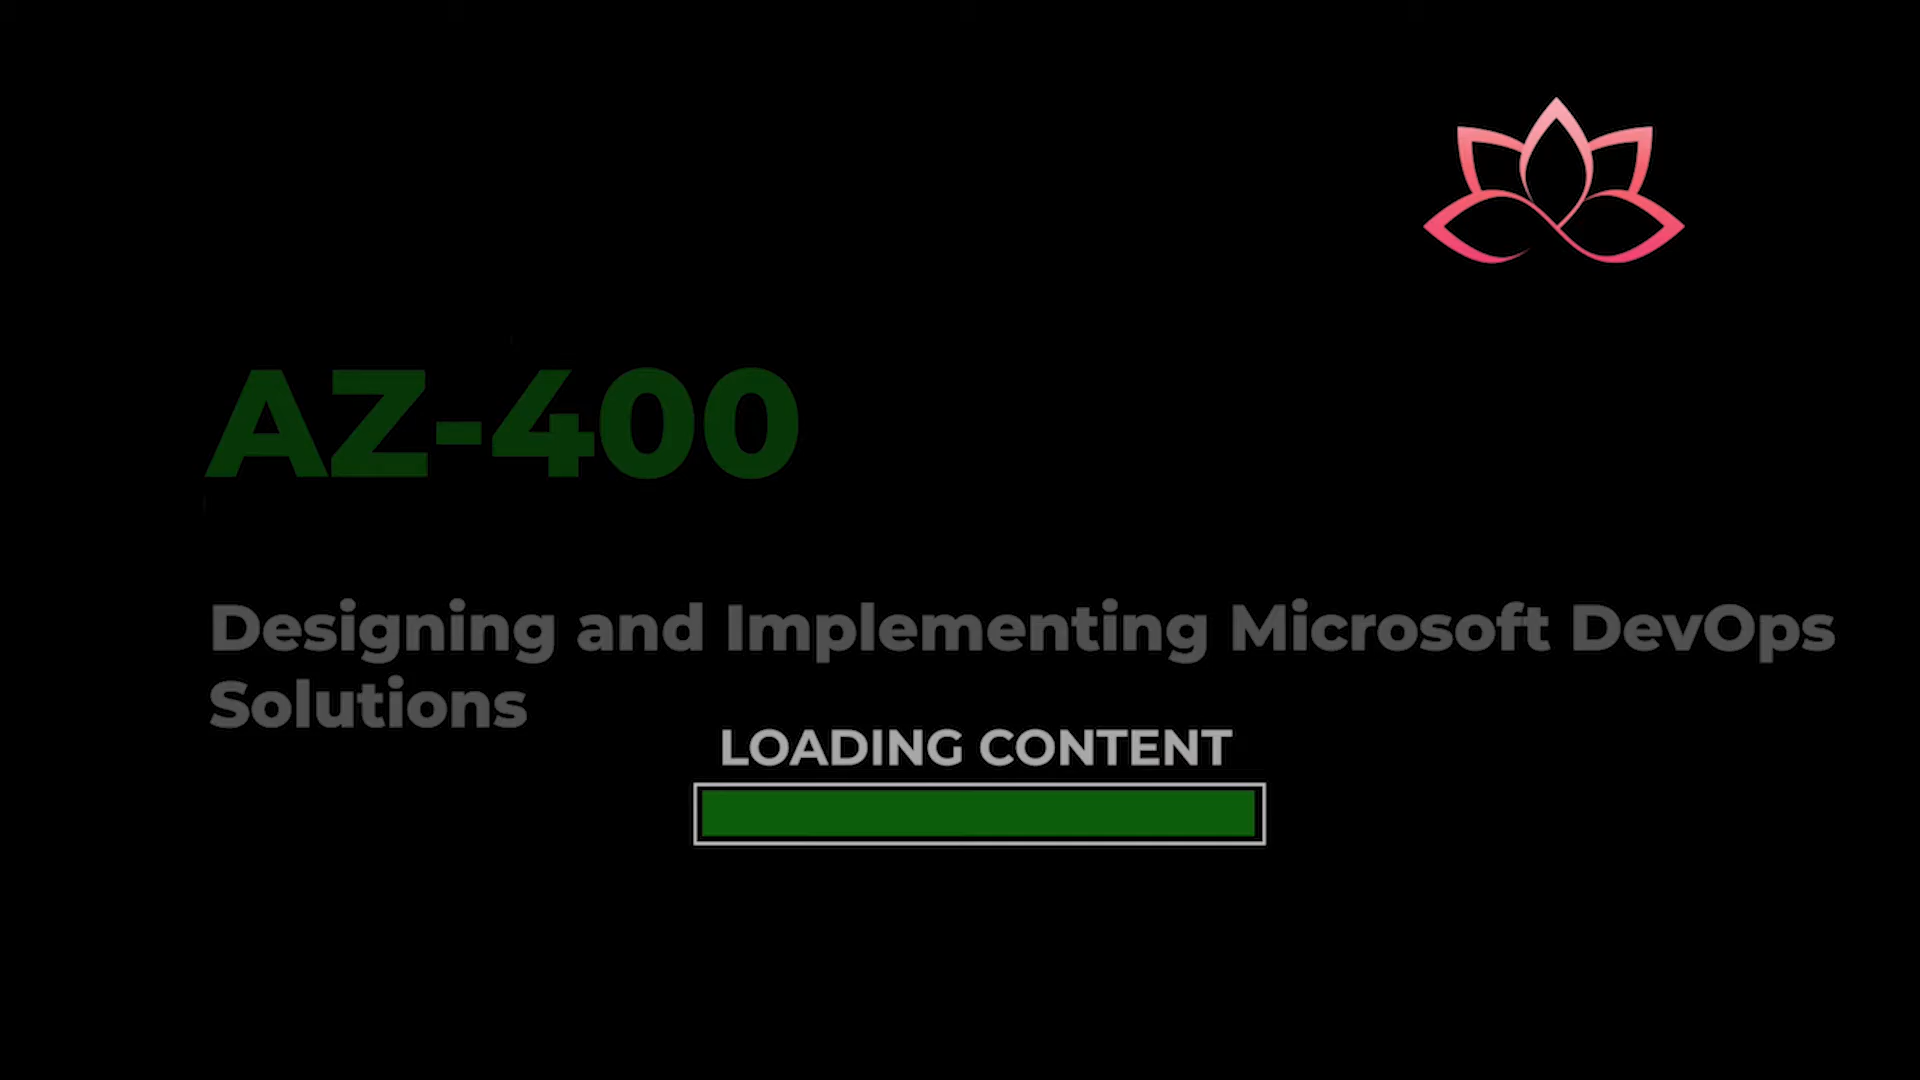 AZ-400
Designing and Implementing Microsoft DevOps
Solutions
LOADING CONTENT